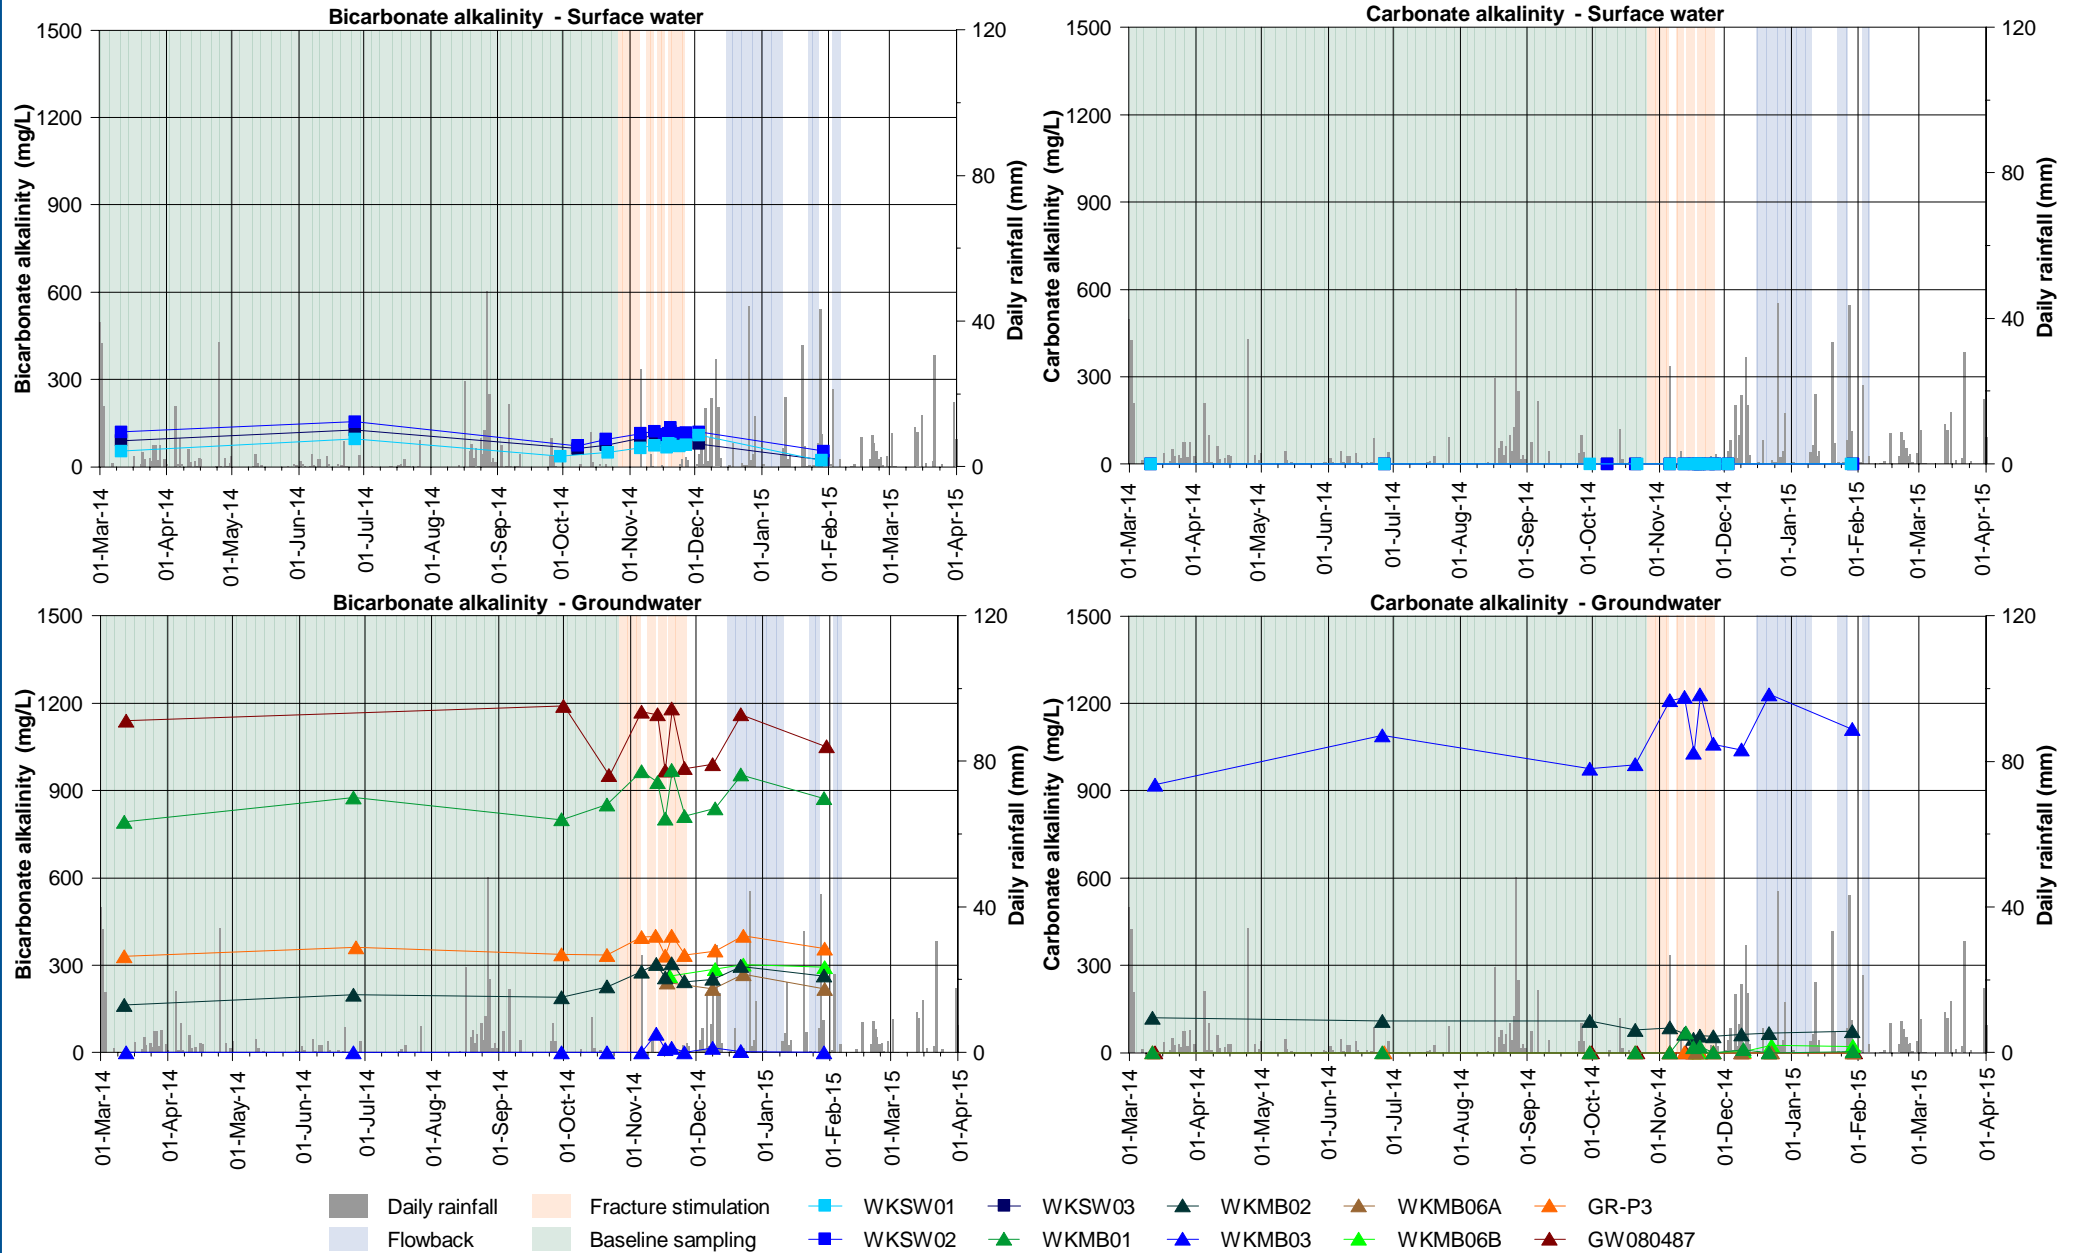 Bicarbonate alkalinity - Surface water
Bicarbonate alkalinity (mg/L)
1500
1200
900
600
300
0
120
80
40
0
Daily rainfall (mm)
01-Mar-14
01-Apr-14
01-May-14
01-Jun-14
01-Jul-14
01-Aug-14
01-Sep-14
01-Oct-14
01-Nov-14
01-Dec-14
01-Jan-15
01-Feb-15
01-Mar-15
01-Apr-15
Carbonate alkalinity - Surface water
Carbonate alkalinity (mg/L)
1500
1200
900
600
300
0
120
80
40
0
Daily rainfall (mm)
01-Mar-14
01-Apr-14
01-May-14
01-Jun-14
01-Jul-14
01-Aug-14
01-Sep-14
01-Oct-14
01-Nov-14
01-Dec-14
01-Jan-15
01-Feb-15
01-Mar-15
01-Apr-15
Bicarbonate alkalinity - Groundwater
Bicarbonate alkalinity (mg/L)
1500
1200
900
600
300
0
120
80
40
0
Daily rainfall (mm)
01-Mar-14
01-Apr-14
01-May-14
01-Jun-14
01-Jul-14
01-Aug-14
01-Sep-14
01-Oct-14
01-Nov-14
01-Dec-14
01-Jan-15
01-Feb-15
01-Mar-15
01-Apr-15
Carbonate alkalinity - Groundwater
Carbonate alkalinity (mg/L)
1500
1200
900
600
300
0
120
80
40
0
Daily rainfall (mm)
01-Mar-14
01-Apr-14
01-May-14
01-Jun-14
01-Jul-14
01-Aug-14
01-Sep-14
01-Oct-14
01-Nov-14
01-Dec-14
01-Jan-15
01-Feb-15
01-Mar-15
01-Apr-15
Daily rainfall
Fracture stimulation
WKSW01
WKSW03
WKMB02
WKMB06A
GR-P3
Flowback
Baseline sampling
WKSW02
WKMB01
WKMB03
WKMB06B
GW080487